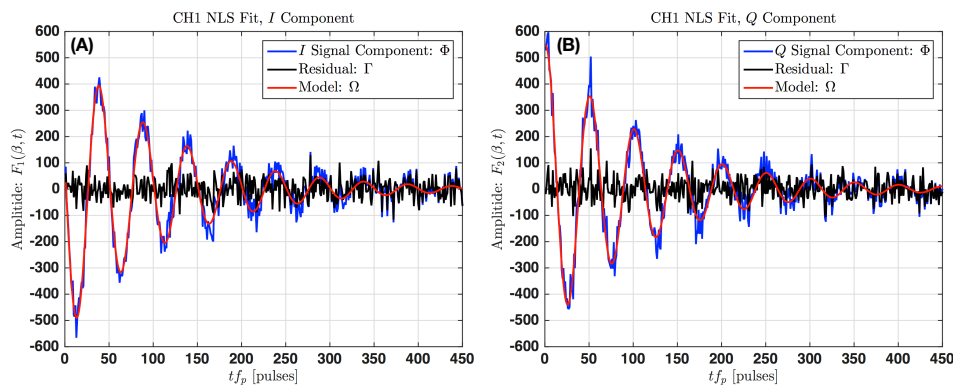 CH1 NLS Fit, I Component
(A)
I Signal Component: Φ
Residual: Γ
Model: Ω
Amplitide: F₁(β, t)
600
500
400
300
200
100
0
-100
-200
-300
-400
-500
-600
0 50 100 150 200 250 300 350 400 450
tfₚ [pulses]
CH1 NLS Fit, Q Component
(B)
Q Signal Component: Φ
Residual: Γ
Model: Ω
Amplitide: F₂(β, t)
600
500
400
300
200
100
0
-100
-200
-300
-400
-500
-600
0 50 100 150 200 250 300 350 400 450
tfₚ [pulses]